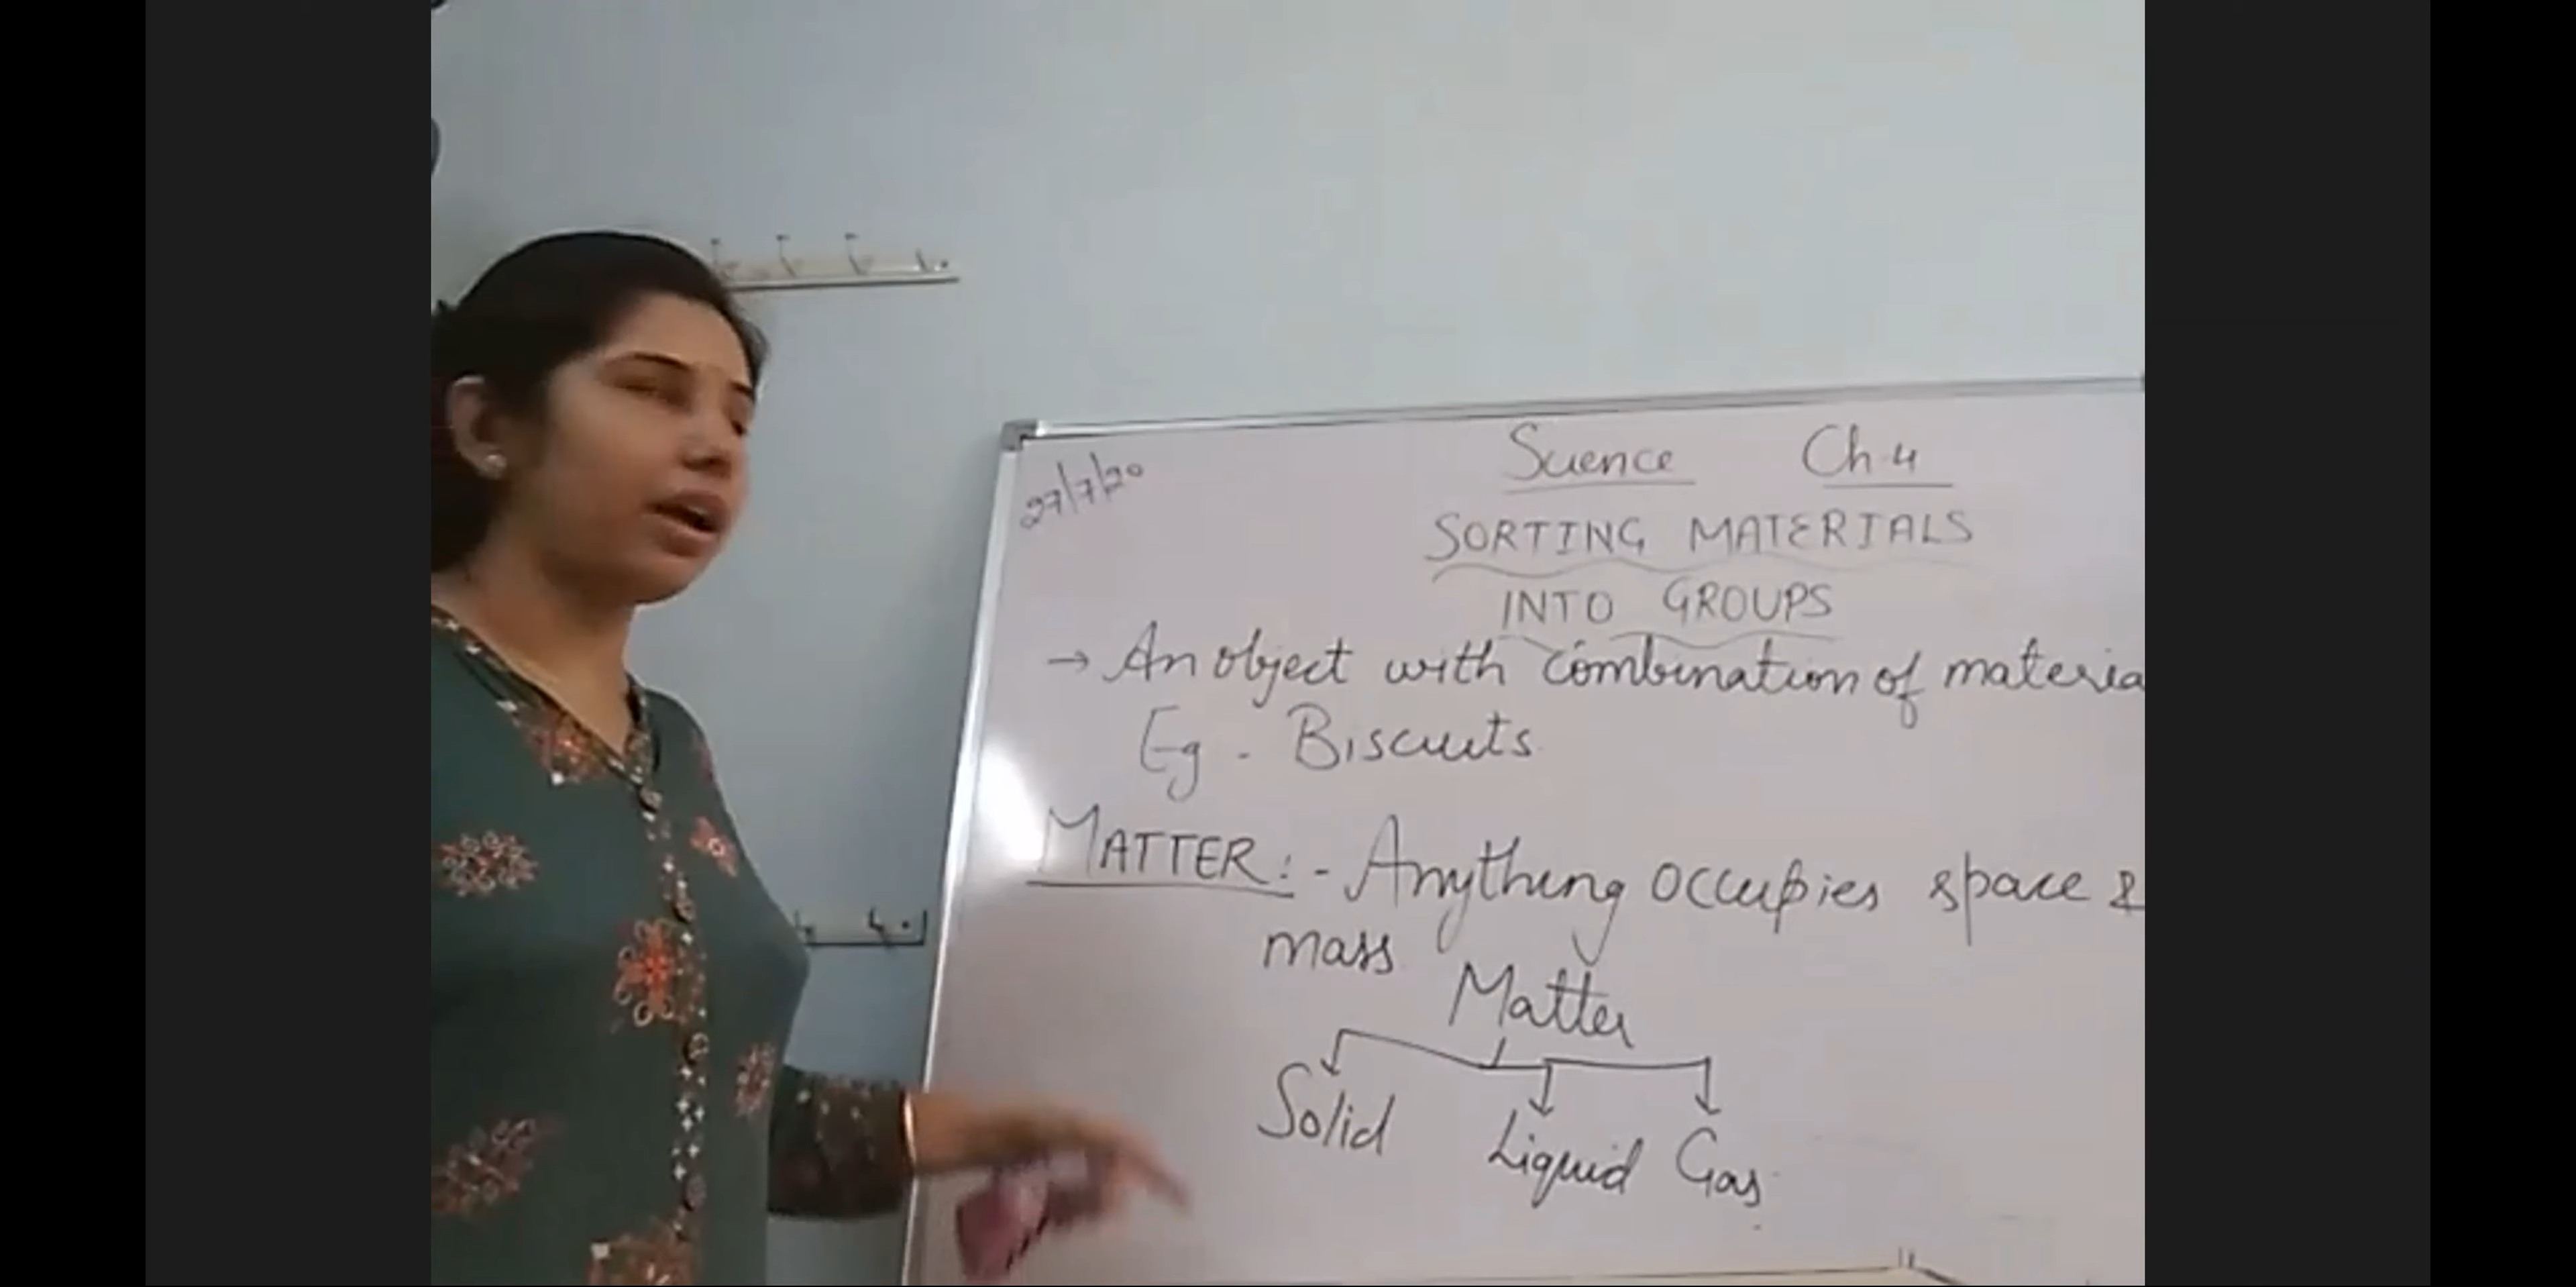 27/7/20
Science Ch.4
SORTING MATERIALS
INTO GROUPS
→ An object with combination of materia
Eg - Biscuits
MATTER :- Anything occupies space &
mass
Matter
Solid Liquid Gas